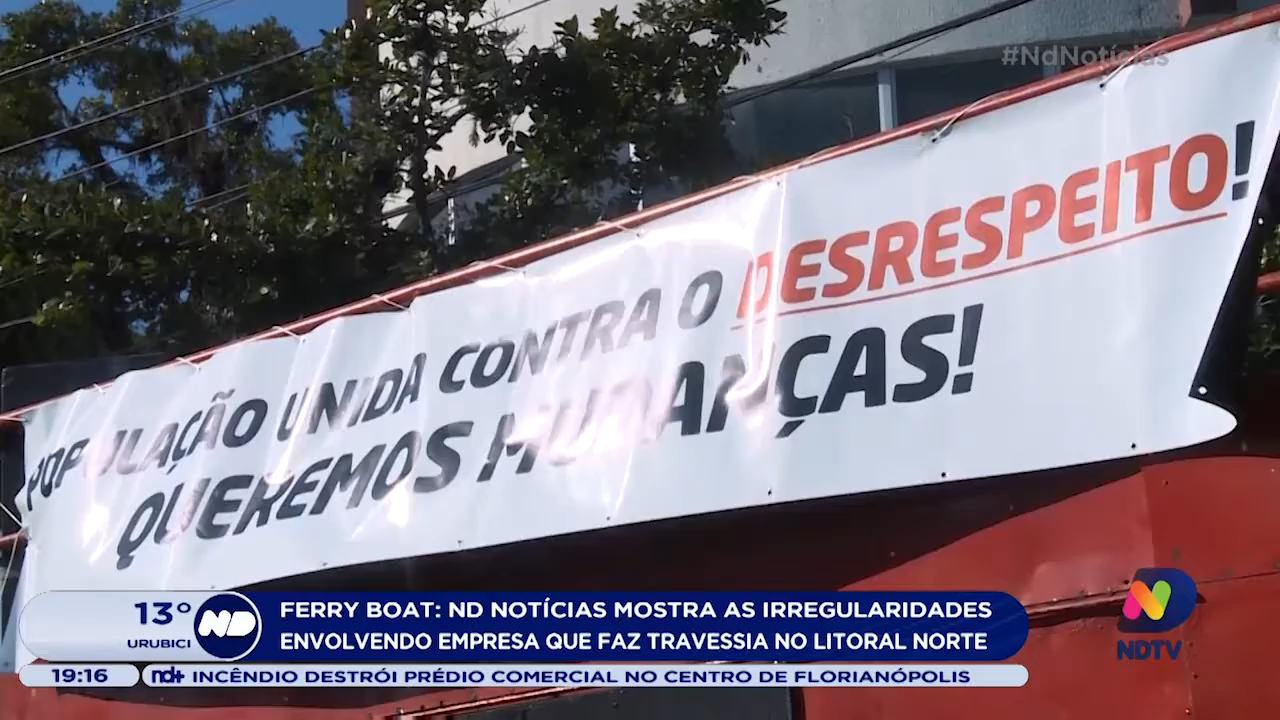 #NdNotícias
POPULAÇÃO UNIDA CONTRA O DESRESPEITO!
QUEREMOS MUDANÇAS!
13°
URUBICI
ND
FERRY BOAT: ND NOTÍCIAS MOSTRA AS IRREGULARIDADES
ENVOLVENDO EMPRESA QUE FAZ TRAVESSIA NO LITORAL NORTE
NDTV
19:16
nd+ INCÊNDIO DESTRÓI PRÉDIO COMERCIAL NO CENTRO DE FLORIANÓPOLIS